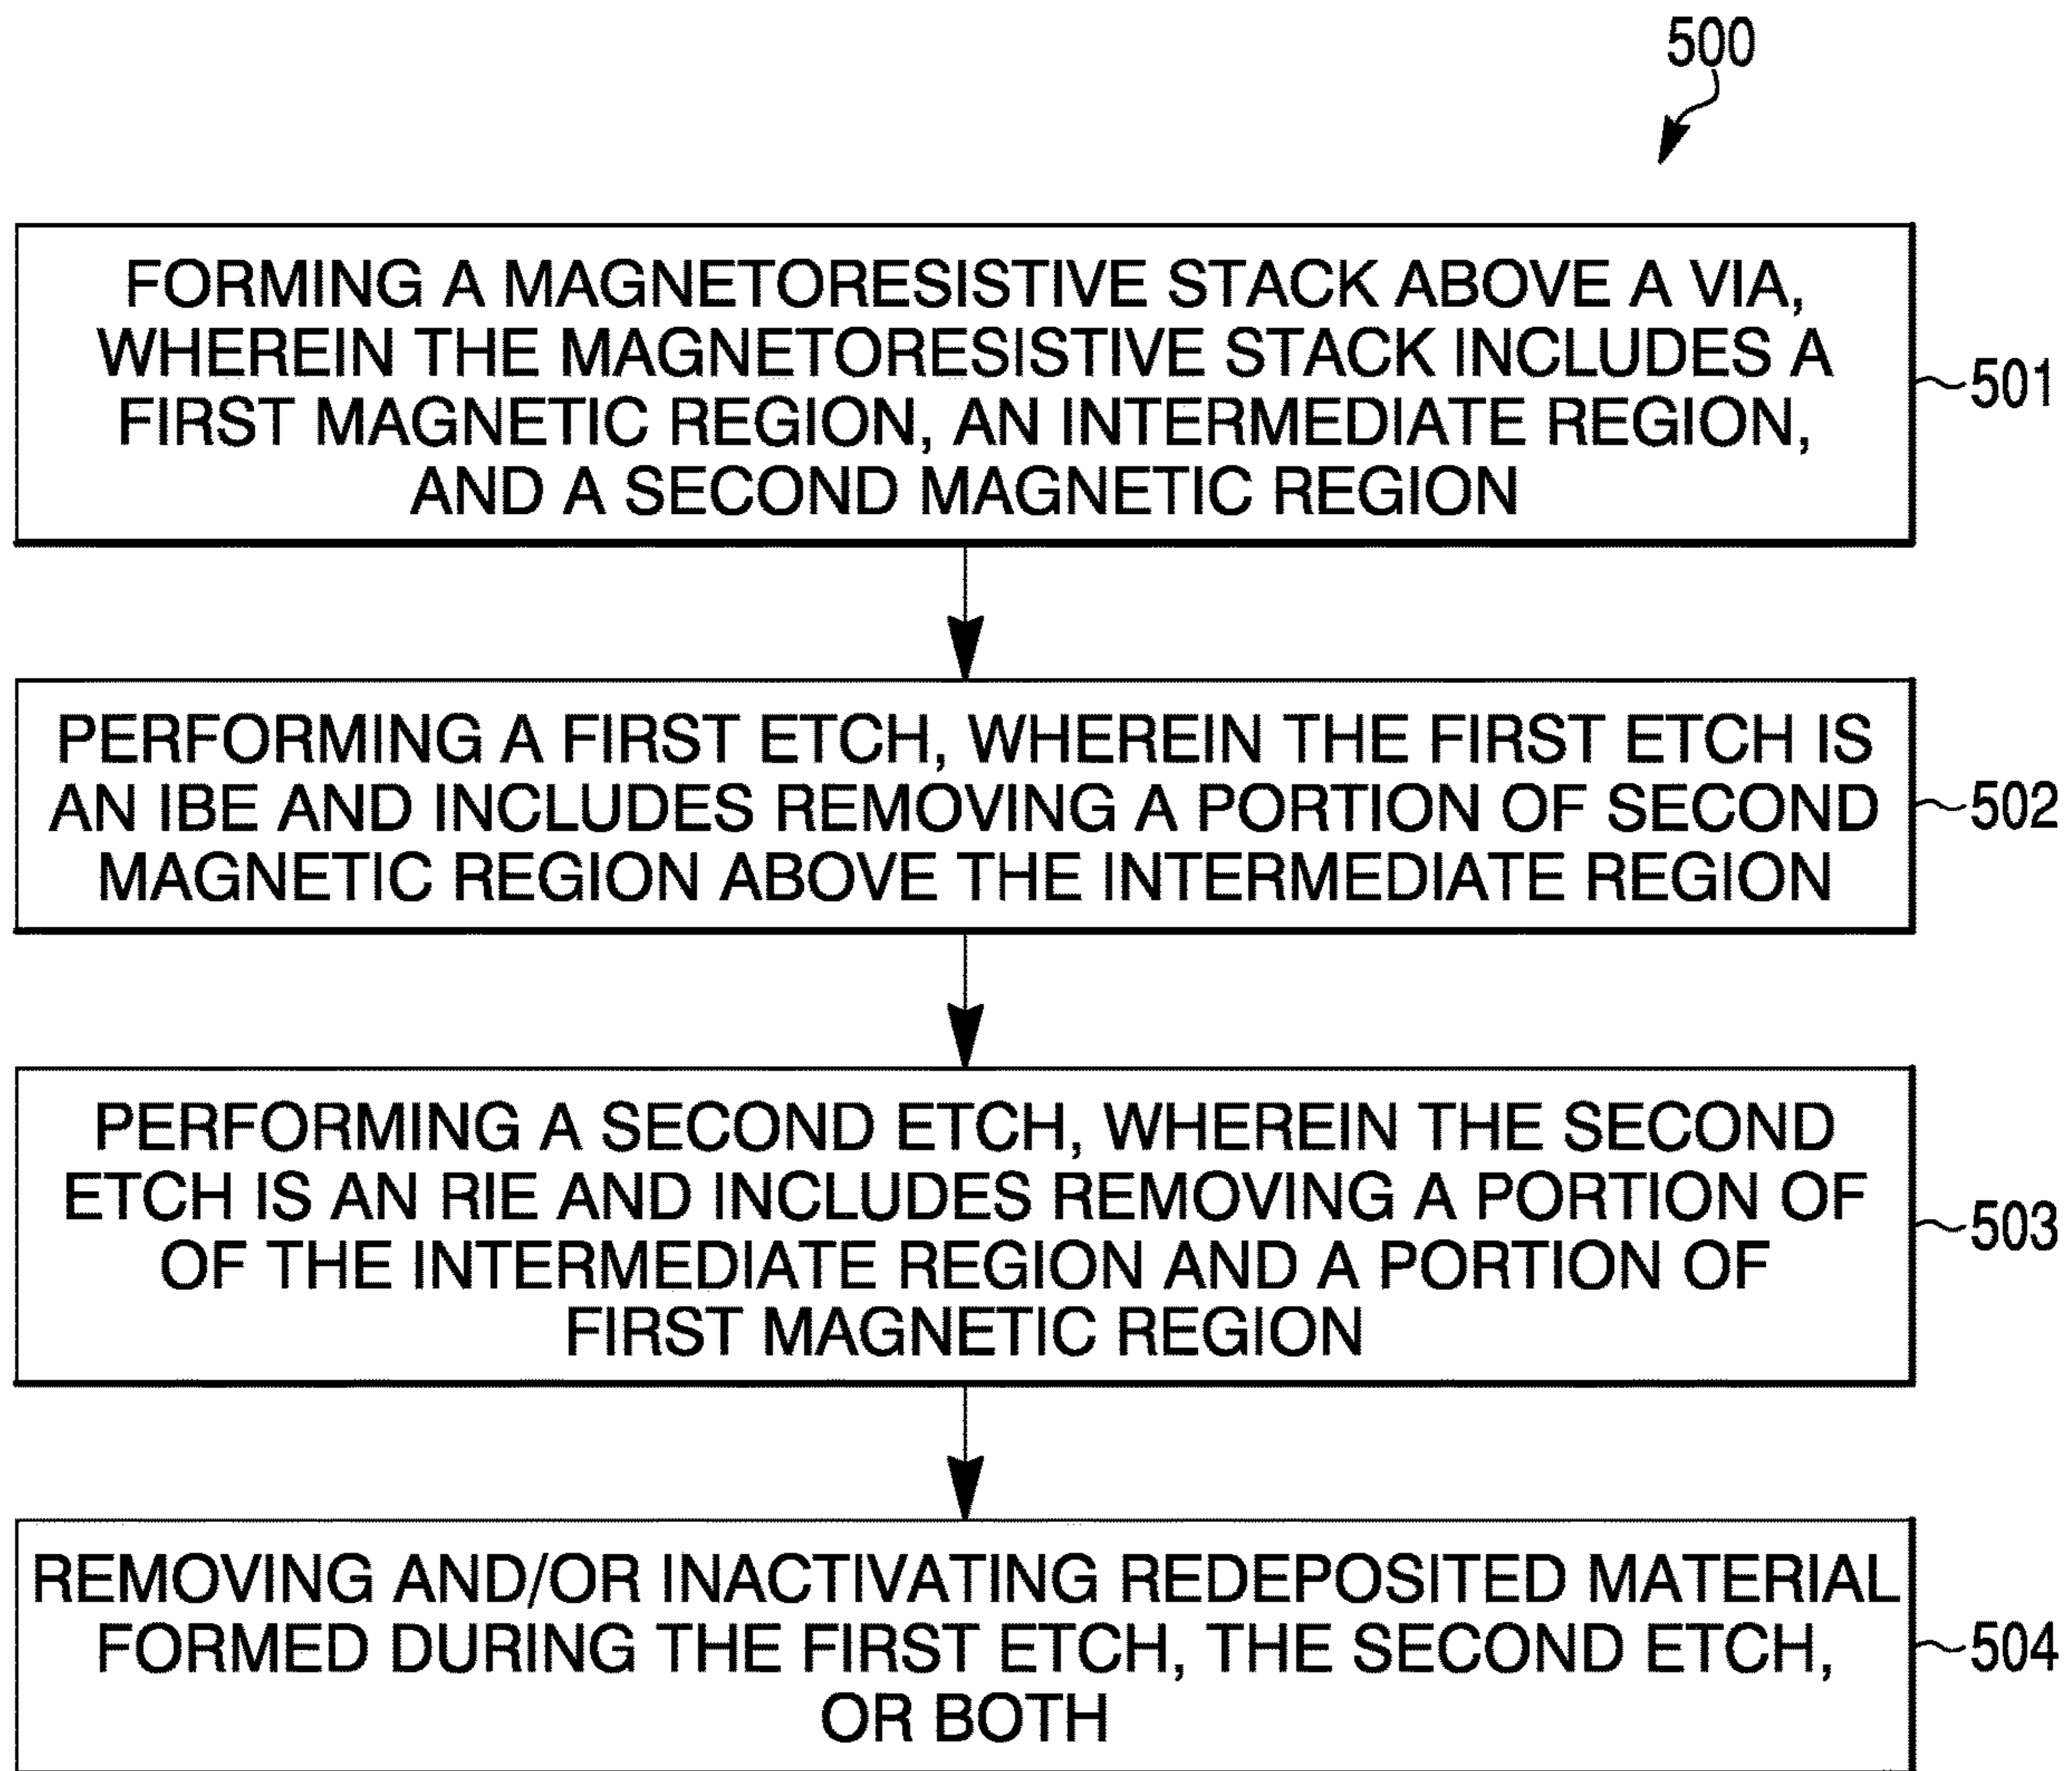 500
FORMING A MAGNETORESISTIVE STACK ABOVE A VIA,
WHEREIN THE MAGNETORESISTIVE STACK INCLUDES A
FIRST MAGNETIC REGION, AN INTERMEDIATE REGION,
AND A SECOND MAGNETIC REGION
501
PERFORMING A FIRST ETCH, WHEREIN THE FIRST ETCH IS
AN IBE AND INCLUDES REMOVING A PORTION OF SECOND
MAGNETIC REGION ABOVE THE INTERMEDIATE REGION
502
PERFORMING A SECOND ETCH, WHEREIN THE SECOND
ETCH IS AN RIE AND INCLUDES REMOVING A PORTION OF
OF THE INTERMEDIATE REGION AND A PORTION OF
FIRST MAGNETIC REGION
503
REMOVING AND/OR INACTIVATING REDEPOSITED MATERIAL
FORMED DURING THE FIRST ETCH, THE SECOND ETCH,
OR BOTH
504